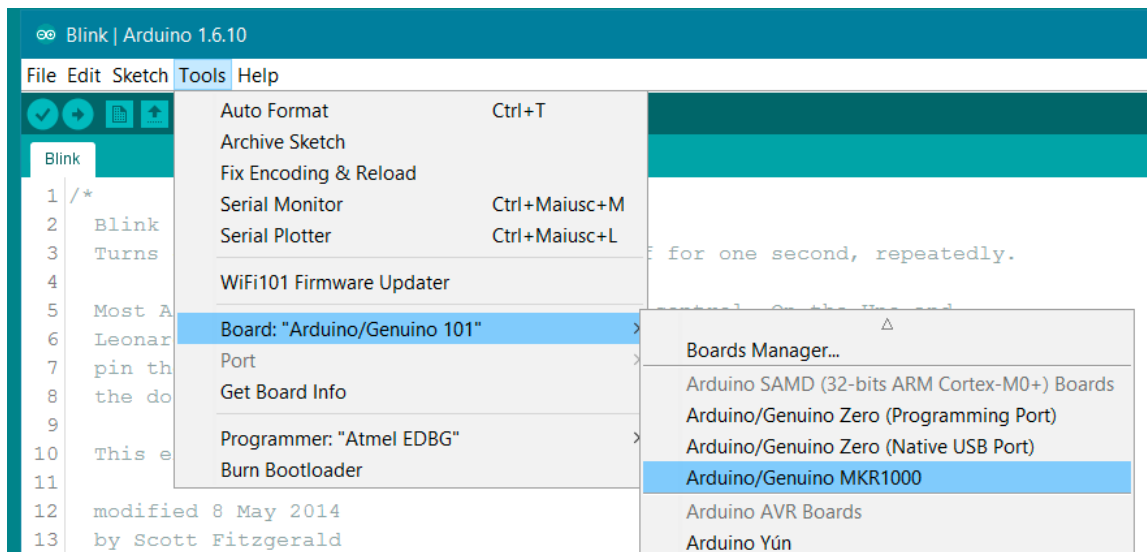 Blink | Arduino 1.6.10
File Edit Sketch Tools Help
Auto Format Ctrl+T
Archive Sketch
Fix Encoding & Reload
Serial Monitor Ctrl+Maiusc+M
Serial Plotter Ctrl+Maiusc+L
WiFi101 Firmware Updater
Board: "Arduino/Genuino 101"
Port
Get Board Info
Programmer: "Atmel EDBG"
Burn Bootloader
Boards Manager...
Arduino SAMD (32-bits ARM Cortex-M0+) Boards
Arduino/Genuino Zero (Programming Port)
Arduino/Genuino Zero (Native USB Port)
Arduino/Genuino MKR1000
Arduino AVR Boards
Arduino Yún
Blink
1 /*
2 Blink
3 Turns for one second, repeatedly.
4
5 Most A
6 Leonar
7 pin th
8 the do
9
10 This e
11
12 modified 8 May 2014
13 by Scott Fitzgerald